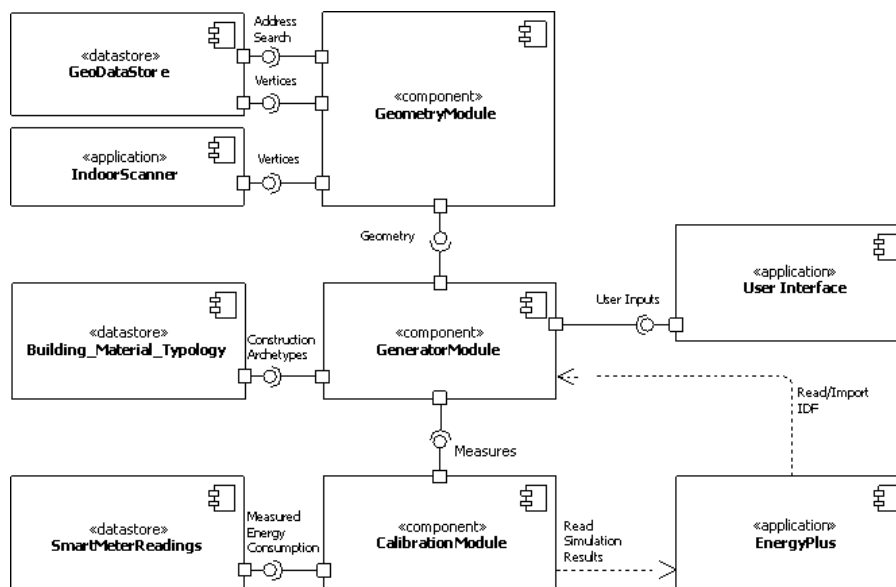 Address
Search
«datastore»
GeoDataStore
Vertices
«component»
GeometryModule
«application»
IndoorScanner
Vertices
Geometry
«application»
User Interface
User Inputs
«datastore»
Building_Material_Typology
Construction
Archetypes
«component»
GeneratorModule
Read/Import
IDF
Measures
«datastore»
SmartMeterReadings
Measured
Energy
Consumption
«component»
CalibrationModule
Read
Simulation
Results
«application»
EnergyPlus